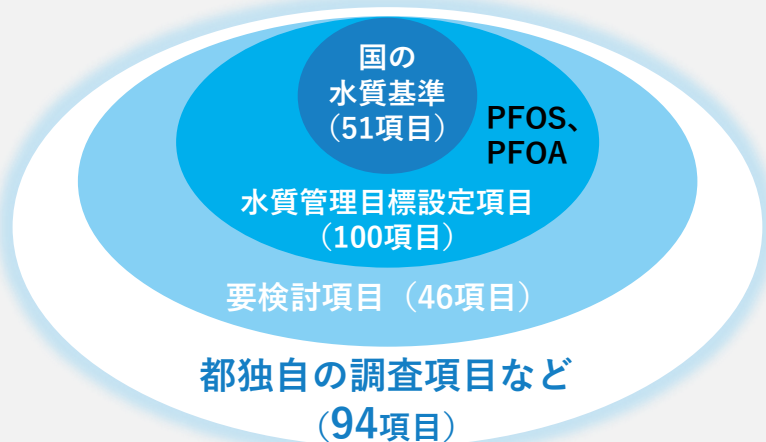 国の
水質基準
（51項目）
PFOS、
PFOA
水質管理目標設定項目
（100項目）
要検討項目（46項目）
都独自の調査項目など
（94項目）